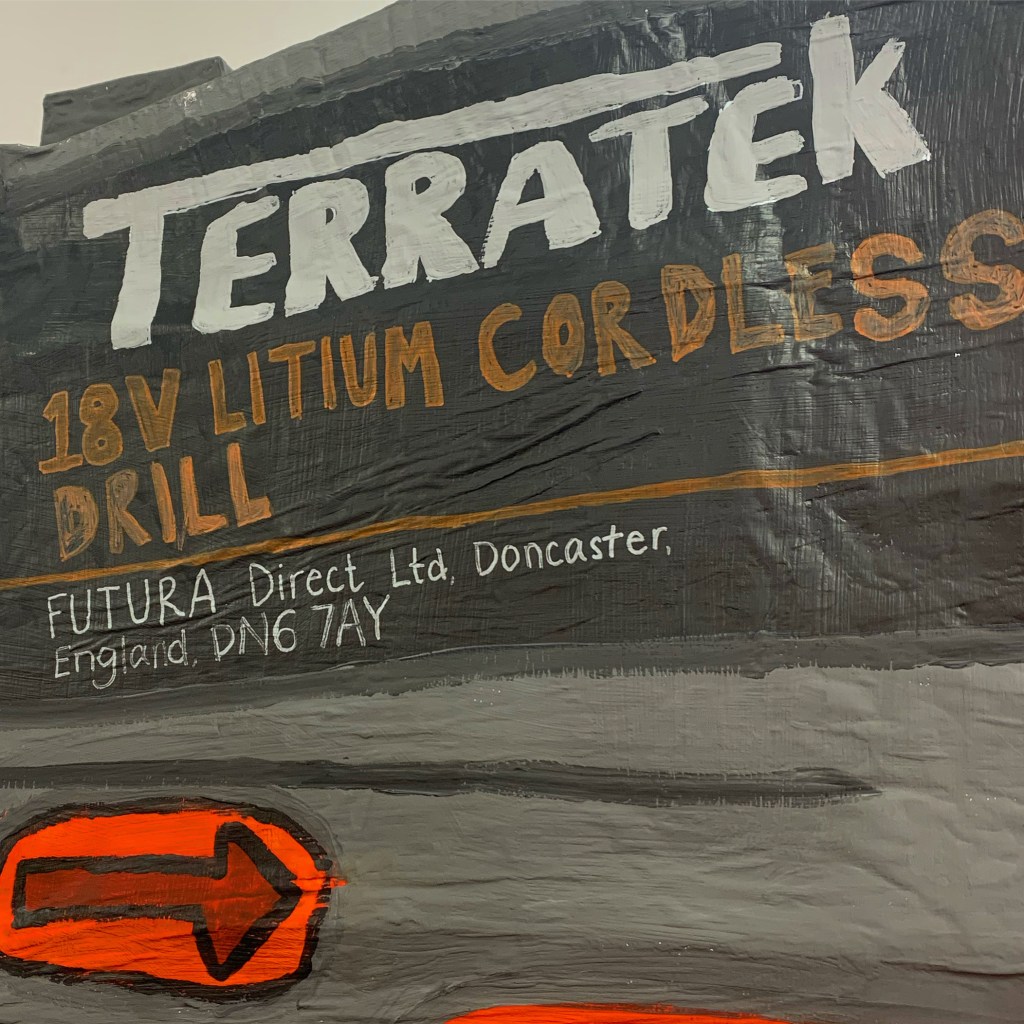 TERRATEK
18V LITIUM CORDLESS
DRILL
FUTURA Direct Ltd, Doncaster,
England, DN6 7AY